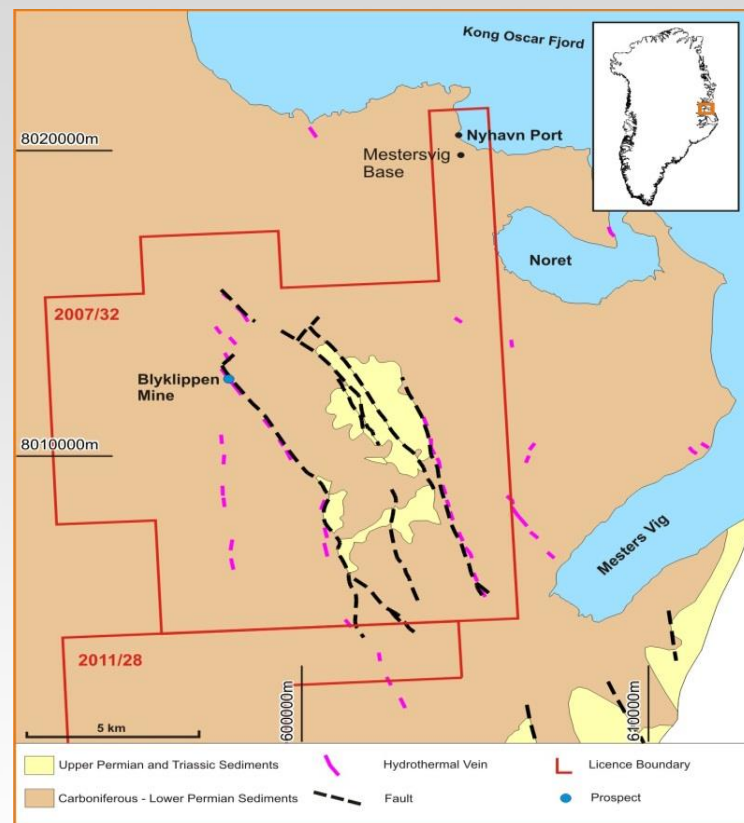 Kong Oscar Fjord
8020000m
Nyhavn Port
Mestersvig
Base
Noret
2007/32
Blyklippen
Mine
8010000m
Mesters Vig
2011/28
600000m
610000m
5 km
Upper Permian and Triassic Sediments
Hydrothermal Vein
Licence Boundary
Carboniferous - Lower Permian Sediments
Fault
Prospect